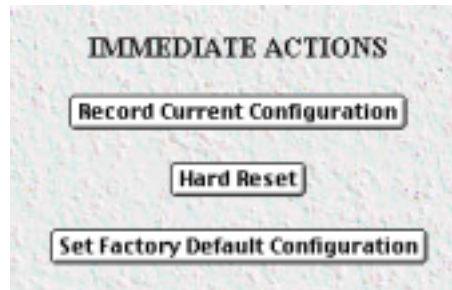 IMMEDIATE ACTIONS
Record Current Configuration
Hard Reset
Set Factory Default Configuration